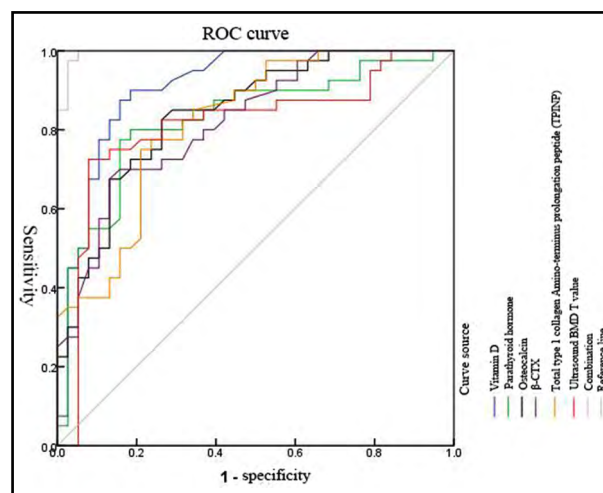 ROC curve
1.0
0.8
0.6
0.4
0.2
0.0
Sensitivity
0.0
0.2
0.4
0.6
0.8
1.0
1 - specificity
Curve source
Vitamin D
Parathyroid hormone
Osteocalcin
β-CTX
Total type 1 collagen Amino-terminus prolongation peptide (TPINP)
Ultrasound BMD T value
Combination
Reference line